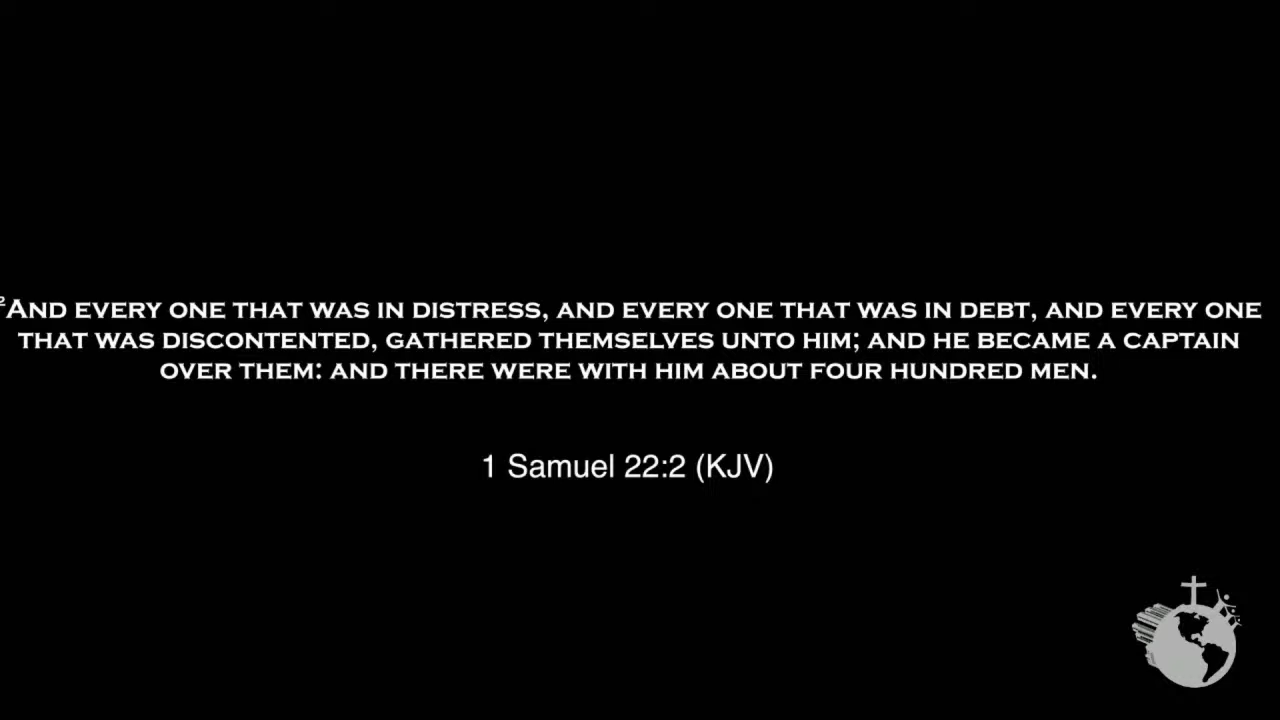 ²AND EVERY ONE THAT WAS IN DISTRESS, AND EVERY ONE THAT WAS IN DEBT, AND EVERY ONE
THAT WAS DISCONTENTED, GATHERED THEMSELVES UNTO HIM; AND HE BECAME A CAPTAIN
OVER THEM: AND THERE WERE WITH HIM ABOUT FOUR HUNDRED MEN.
1 Samuel 22:2 (KJV)